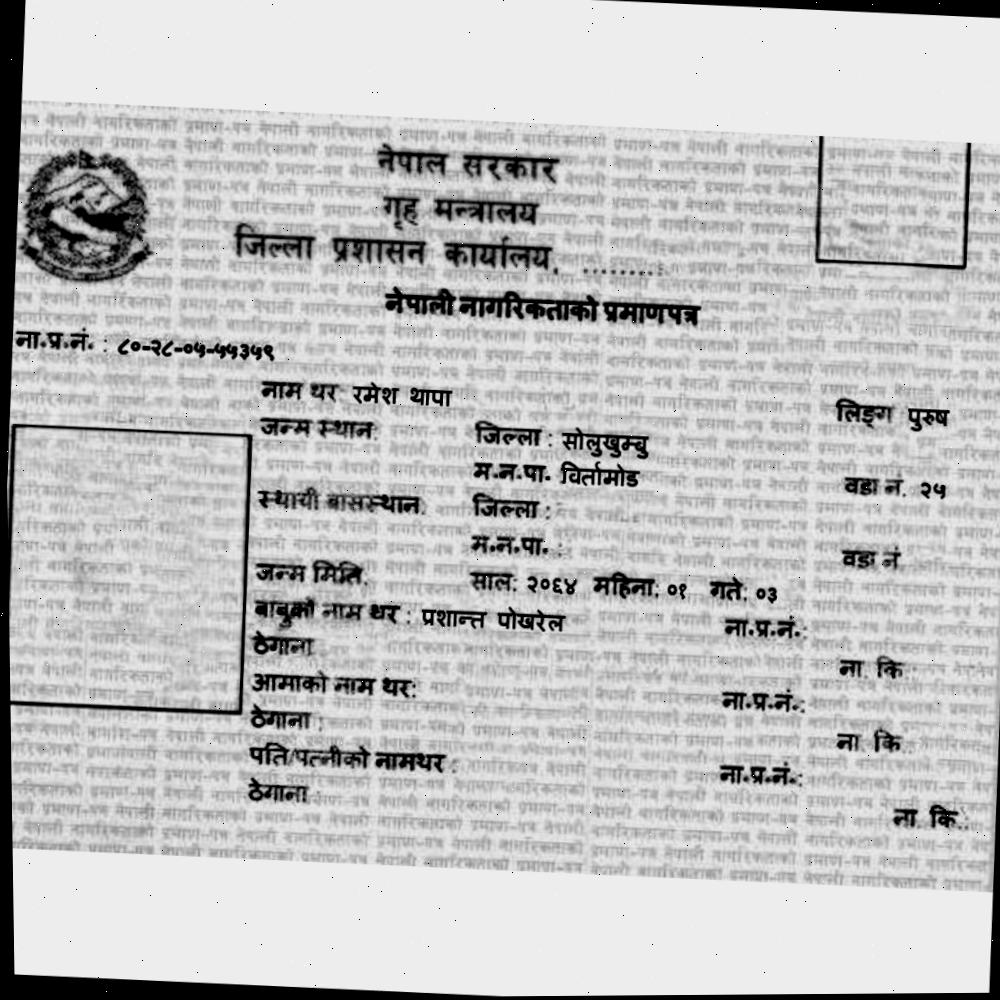 नेपाल सरकार
गृह मन्त्रालय
जिल्ला प्रशासन कार्यालय, .........
नेपाली नागरिकताको प्रमाणपत्र
ना.प्र.नं. : ८०-२८-०५-५५३५९
नाम थर: रमेश थापा लिङ्ग पुरुष
जन्म स्थान: जिल्ला : सोलुखुम्बु
म.न.पा. विर्तामोड वडा नं. २५
स्थायी बासस्थान: जिल्ला :
म.न.पा. : वडा नं
जन्म मिति: साल: २०६४ महिना: ०१ गते: ०३
बाबुको नाम थर : प्रशान्त पोखरेल ना.प्र.नं.:
ठेगाना ना. कि.:
आमाको नाम थर: ना.प्र.नं.:
ठेगाना : ना. कि.
पति/पत्नीको नामथर : ना.प्र.नं.:
ठेगाना : ना. कि.: